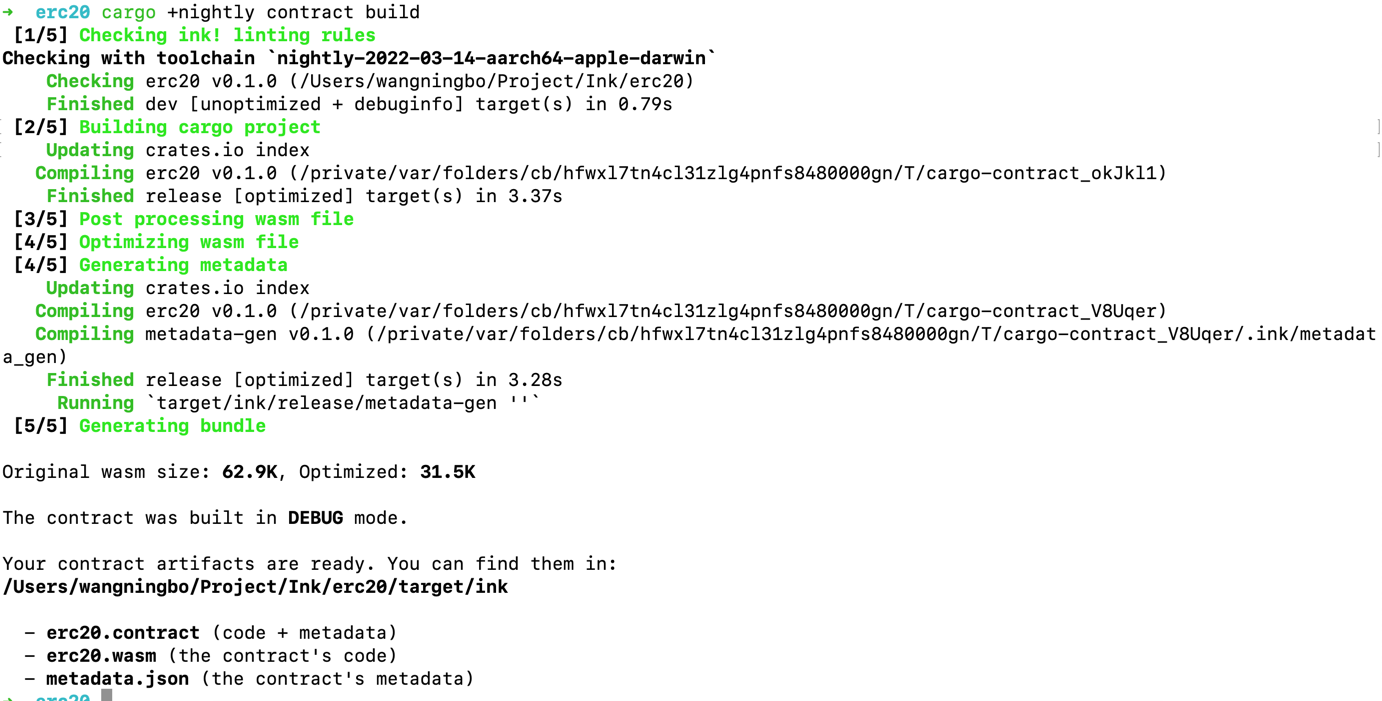 → erc20 cargo +nightly contract build
[1/5] Checking ink! linting rules
Checking with toolchain `nightly-2022-03-14-aarch64-apple-darwin`
Checking erc20 v0.1.0 (/Users/wangningbo/Project/Ink/erc20)
Finished dev [unoptimized + debuginfo] target(s) in 0.79s
[2/5] Building cargo project
Updating crates.io index
Compiling erc20 v0.1.0 (/private/var/folders/cb/hfwxl7tn4cl31zlg4pnfs8480000gn/T/cargo-contract_okJkl1)
Finished release [optimized] target(s) in 3.37s
[3/5] Post processing wasm file
[4/5] Optimizing wasm file
[4/5] Generating metadata
Updating crates.io index
Compiling erc20 v0.1.0 (/private/var/folders/cb/hfwxl7tn4cl31zlg4pnfs8480000gn/T/cargo-contract_V8Uqer)
Compiling metadata-gen v0.1.0 (/private/var/folders/cb/hfwxl7tn4cl31zlg4pnfs8480000gn/T/cargo-contract_V8Uqer/.ink/metadat
a_gen)
Finished release [optimized] target(s) in 3.28s
Running `target/ink/release/metadata-gen ''`
[5/5] Generating bundle
Original wasm size: 62.9K, Optimized: 31.5K
The contract was built in DEBUG mode.
Your contract artifacts are ready. You can find them in:
/Users/wangningbo/Project/Ink/erc20/target/ink
- erc20.contract (code + metadata)
- erc20.wasm (the contract's code)
- metadata.json (the contract's metadata)
→ erc20